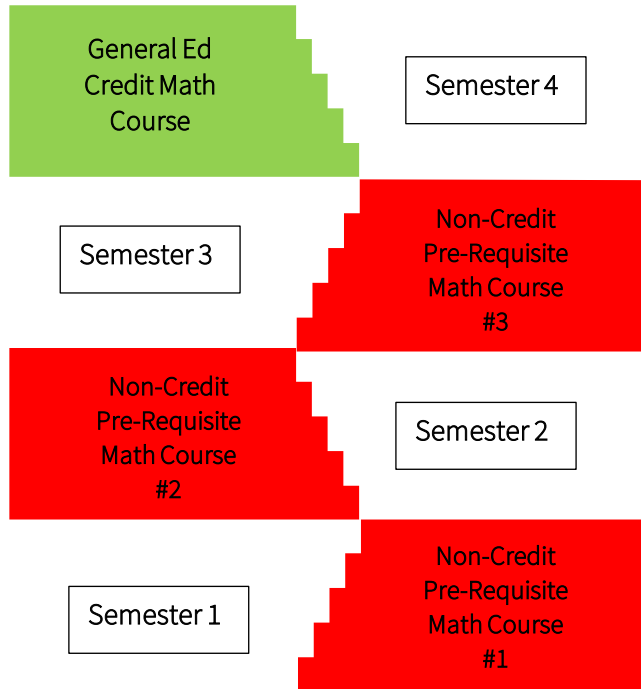 General Ed
Credit Math
Course
Semester 4
Semester 3
Non-Credit
Pre-Requisite
Math Course
#3
Non-Credit
Pre-Requisite
Math Course
#2
Semester 2
Semester 1
Non-Credit
Pre-Requisite
Math Course
#1